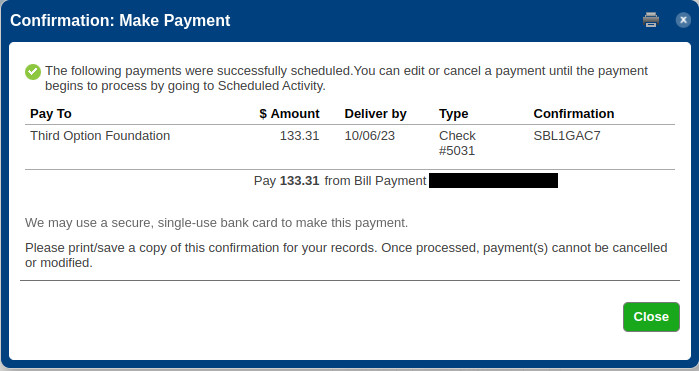 Confirmation: Make Payment
The following payments were successfully scheduled.You can edit or cancel a payment until the payment
begins to process by going to Scheduled Activity.
Pay To $ Amount Deliver by Type Confirmation
Third Option Foundation 133.31 10/06/23 Check SBL1GAC7
#5031
Pay 133.31 from Bill Payment
We may use a secure, single-use bank card to make this payment.
Please print/save a copy of this confirmation for your records. Once processed, payment(s) cannot be cancelled
or modified.
Close